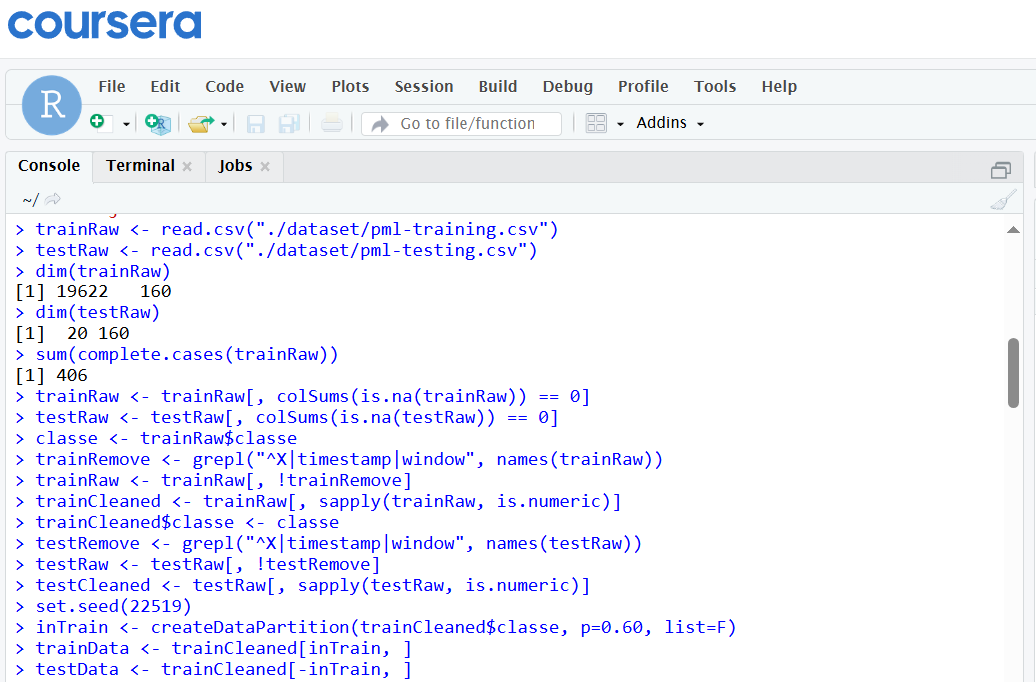 coursera
R File Edit Code View Plots Session Build Debug Profile Tools Help
R Go to file/function Addins
Console Terminal × Jobs ×
~/
> trainRaw <- read.csv("./dataset/pml-training.csv")
> testRaw <- read.csv("./dataset/pml-testing.csv")
> dim(trainRaw)
[1] 19622   160
> dim(testRaw)
[1]  20 160
> sum(complete.cases(trainRaw))
[1] 406
> trainRaw <- trainRaw[, colSums(is.na(trainRaw)) == 0]
> testRaw <- testRaw[, colSums(is.na(testRaw)) == 0]
> classe <- trainRaw$classe
> trainRemove <- grepl("^X|timestamp|window", names(trainRaw))
> trainRaw <- trainRaw[, !trainRemove]
> trainCleaned <- trainRaw[, sapply(trainRaw, is.numeric)]
> trainCleaned$classe <- classe
> testRemove <- grepl("^X|timestamp|window", names(testRaw))
> testRaw <- testRaw[, !testRemove]
> testCleaned <- testRaw[, sapply(testRaw, is.numeric)]
> set.seed(22519)
> inTrain <- createDataPartition(trainCleaned$classe, p=0.60, list=F)
> trainData <- trainCleaned[inTrain, ]
> testData <- trainCleaned[-inTrain, ]